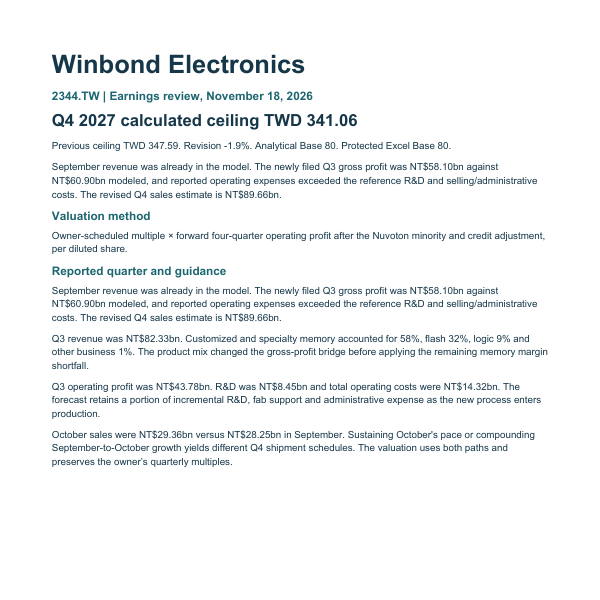 Winbond Electronics
2344.TW | Earnings review, November 18, 2026
Q4 2027 calculated ceiling TWD 341.06
Previous ceiling TWD 347.59. Revision -1.9%. Analytical Base 80. Protected Excel Base 80.
September revenue was already in the model. The newly filed Q3 gross profit was NT$58.10bn against
NT$60.90bn modeled, and reported operating expenses exceeded the reference R&D and selling/administrative
costs. The revised Q4 sales estimate is NT$89.66bn.
Valuation method
Owner-scheduled multiple × forward four-quarter operating profit after the Nuvoton minority and credit adjustment,
per diluted share.
Reported quarter and guidance
September revenue was already in the model. The newly filed Q3 gross profit was NT$58.10bn against
NT$60.90bn modeled, and reported operating expenses exceeded the reference R&D and selling/administrative
costs. The revised Q4 sales estimate is NT$89.66bn.
Q3 revenue was NT$82.33bn. Customized and specialty memory accounted for 58%, flash 32%, logic 9% and
other business 1%. The product mix changed the gross-profit bridge before applying the remaining memory margin
shortfall.
Q3 operating profit was NT$43.78bn. R&D was NT$8.45bn and total operating costs were NT$14.32bn. The
forecast retains a portion of incremental R&D, fab support and administrative expense as the new process enters
production.
October sales were NT$29.36bn versus NT$28.25bn in September. Sustaining October's pace or compounding
September-to-October growth yields different Q4 shipment schedules. The valuation uses both paths and
preserves the owner's quarterly multiples.